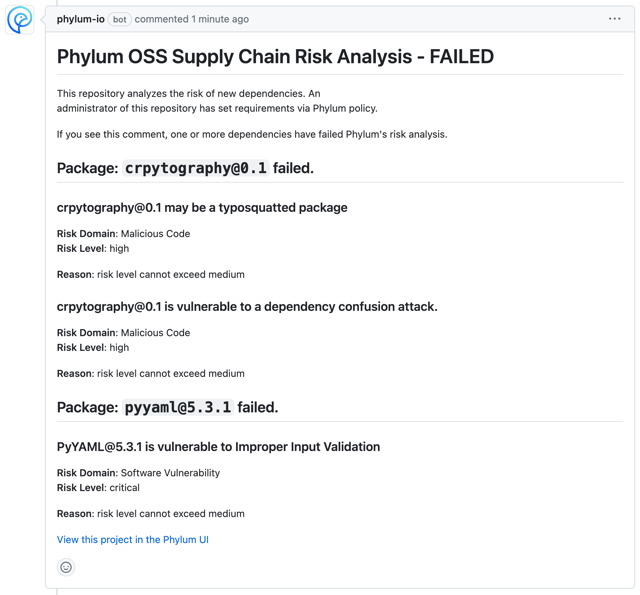 phylum-io bot commented 1 minute ago
Phylum OSS Supply Chain Risk Analysis - FAILED
This repository analyzes the risk of new dependencies. An
administrator of this repository has set requirements via Phylum policy.
If you see this comment, one or more dependencies have failed Phylum's risk analysis.
Package: crpytography@0.1 failed.
crpytography@0.1 may be a typosquatted package
Risk Domain: Malicious Code
Risk Level: high
Reason: risk level cannot exceed medium
crpytography@0.1 is vulnerable to a dependency confusion attack.
Risk Domain: Malicious Code
Risk Level: high
Reason: risk level cannot exceed medium
Package: pyyaml@5.3.1 failed.
PyYAML@5.3.1 is vulnerable to Improper Input Validation
Risk Domain: Software Vulnerability
Risk Level: critical
Reason: risk level cannot exceed medium
View this project in the Phylum UI